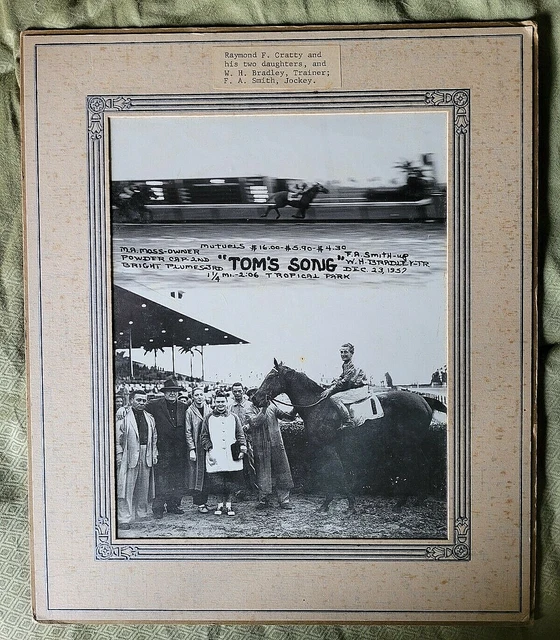 Raymond F. Cratty and
his two daughters, and
W. H. Bradley, Trainer;
F. A. Smith, Jockey.
MUTUELS $16.00-$5.90-$4.30
M.A. MOSS-OWNER
POWDER CAP-2ND
BRIGHT PLUMES-3RD
"TOM'S SONG"
F.A. SMITH-UP
W.H. BRADLEY-TR
DEC. 23, 1957
1 1/4 MI.-2:06 TROPICAL PARK
1